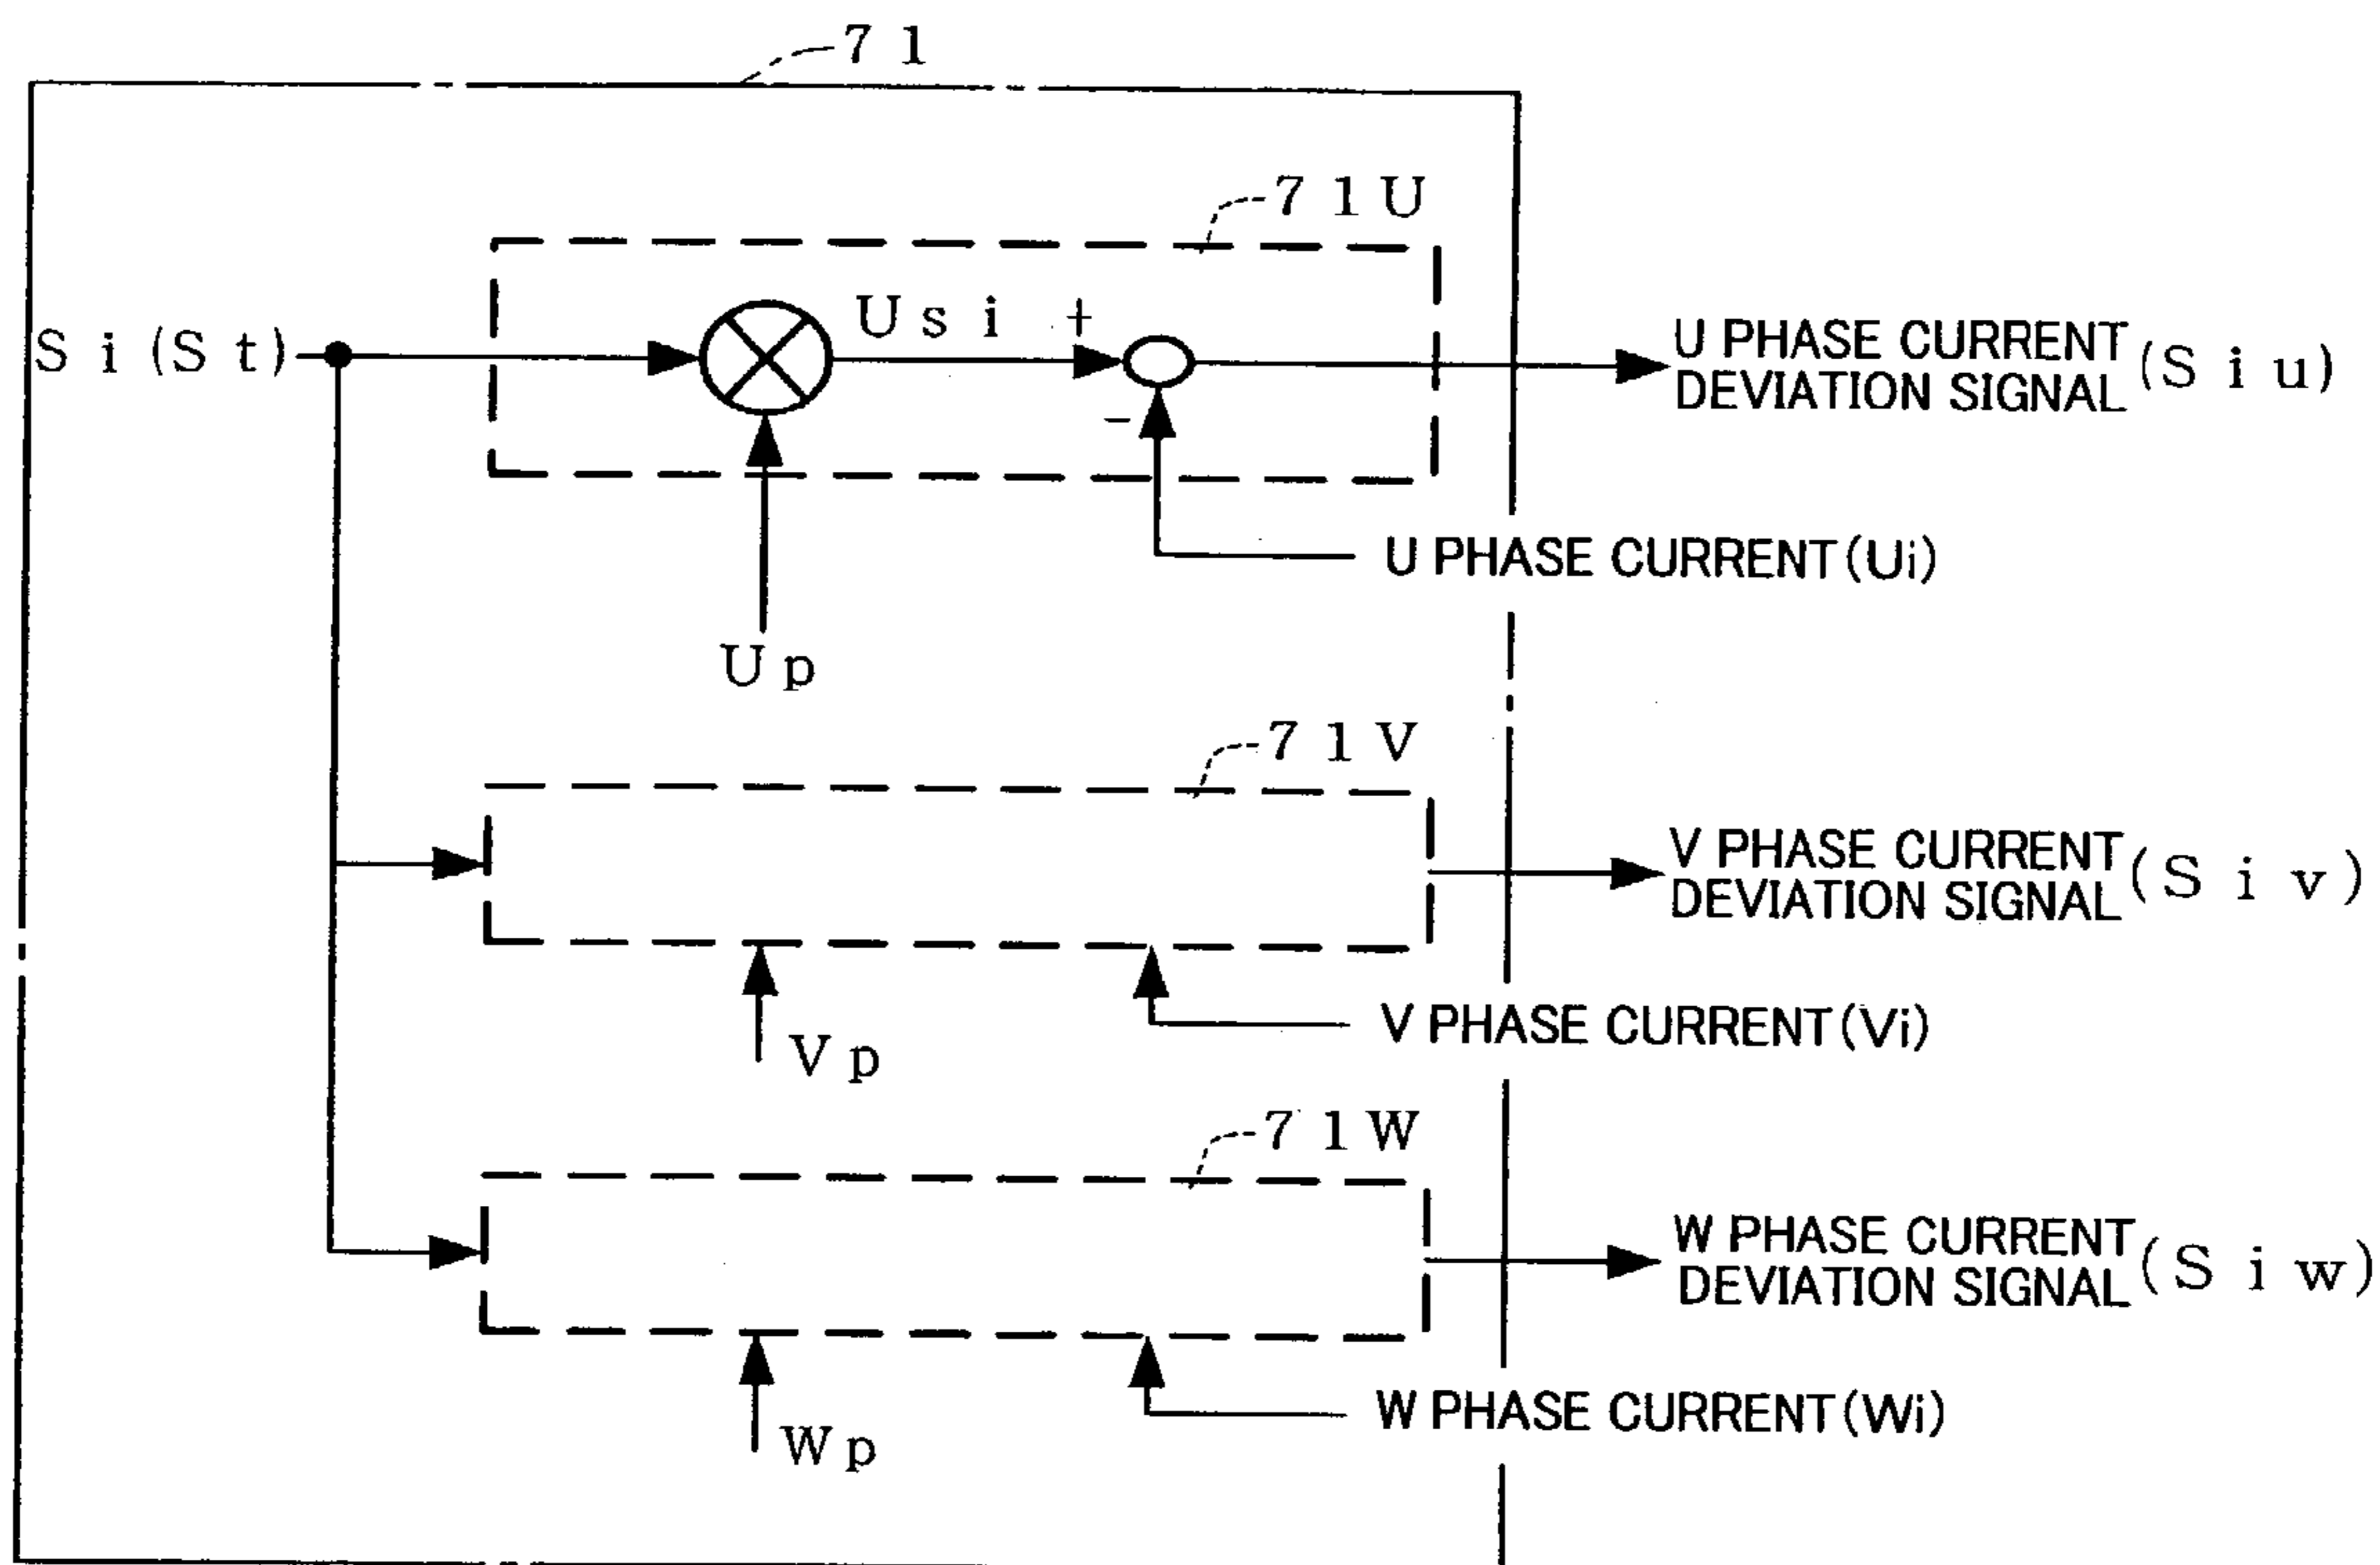 71
71U
Si(St)
Usi +
-
U PHASE CURRENT
DEVIATION SIGNAL (Siu)
U PHASE CURRENT(Ui)
Up
71V
V PHASE CURRENT
DEVIATION SIGNAL (Siv)
V PHASE CURRENT(Vi)
Vp
71W
W PHASE CURRENT
DEVIATION SIGNAL (Siw)
W PHASE CURRENT(Wi)
Wp